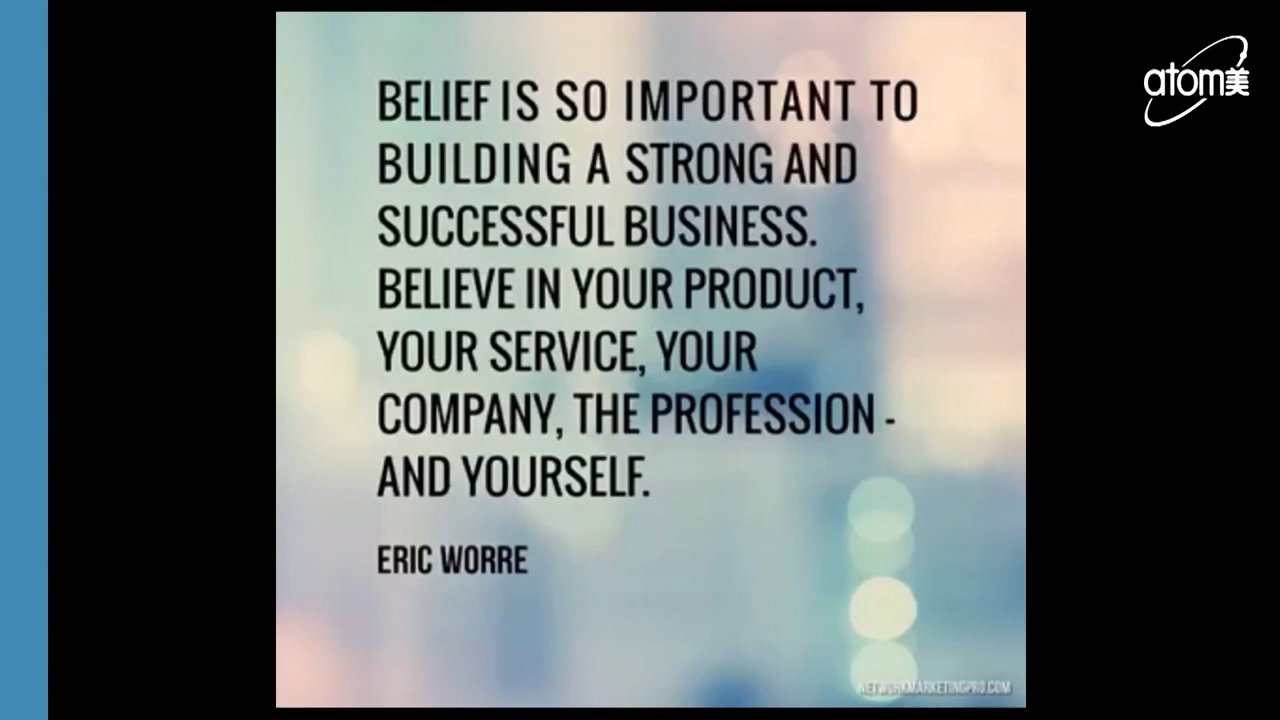 BELIEF IS SO IMPORTANT TO
BUILDING A STRONG AND
SUCCESSFUL BUSINESS.
BELIEVE IN YOUR PRODUCT,
YOUR SERVICE, YOUR
COMPANY, THE PROFESSION -
AND YOURSELF.
ERIC WORRE
NETWORKMARKETINGPRO.COM
atom美